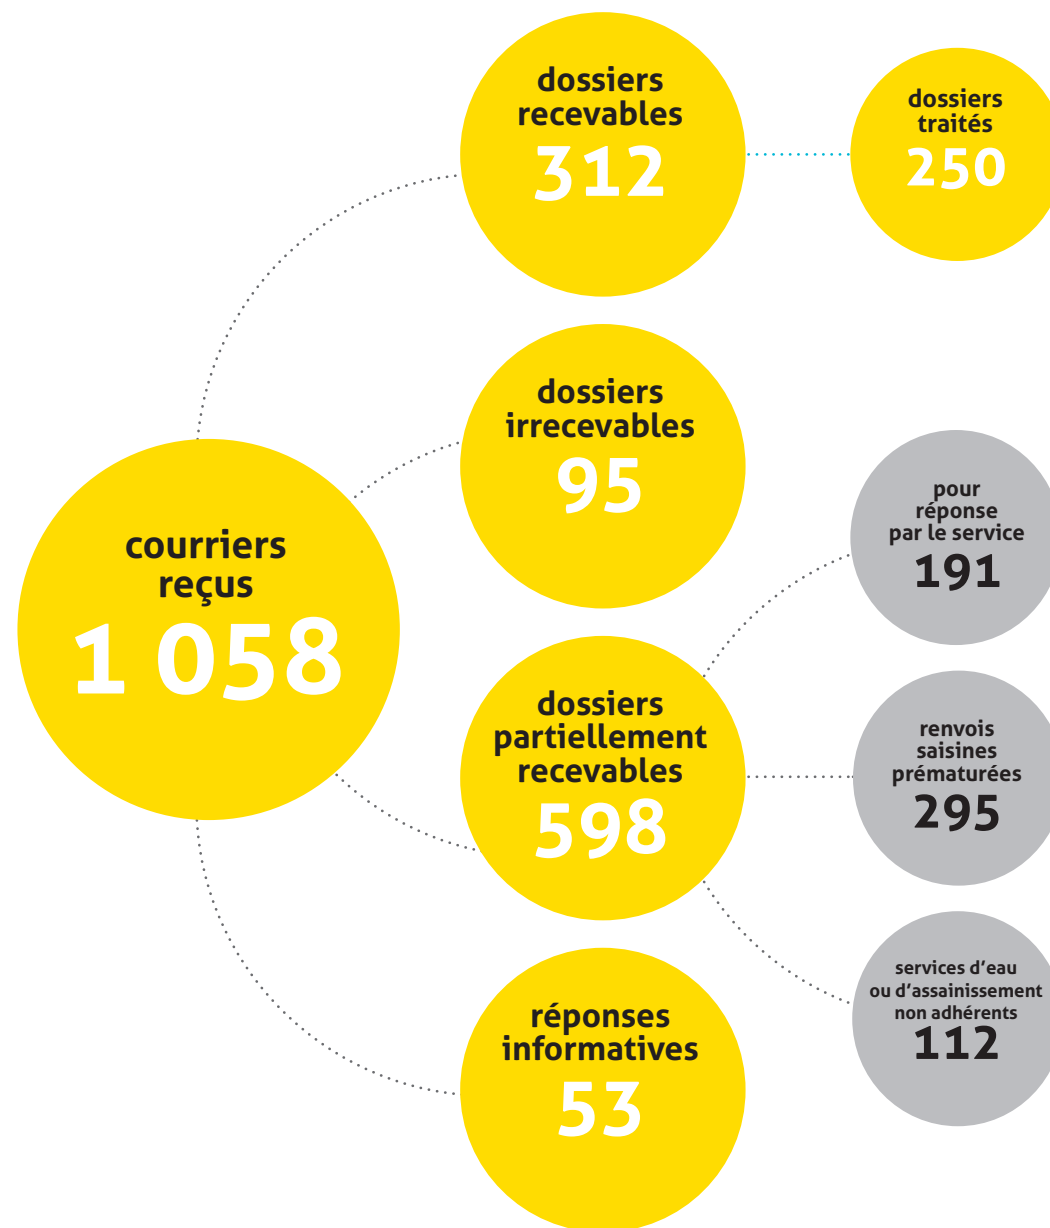 dossiers
recevables
312
dossiers
traités
250
dossiers
irrecevables
95
courriers
reçus
1 058
dossiers
partiellement
recevables
598
pour
réponse
par le service
191
renvois
saisines
prématurées
295
services d'eau
ou d'assainissement
non adhérents
112
réponses
informatives
53